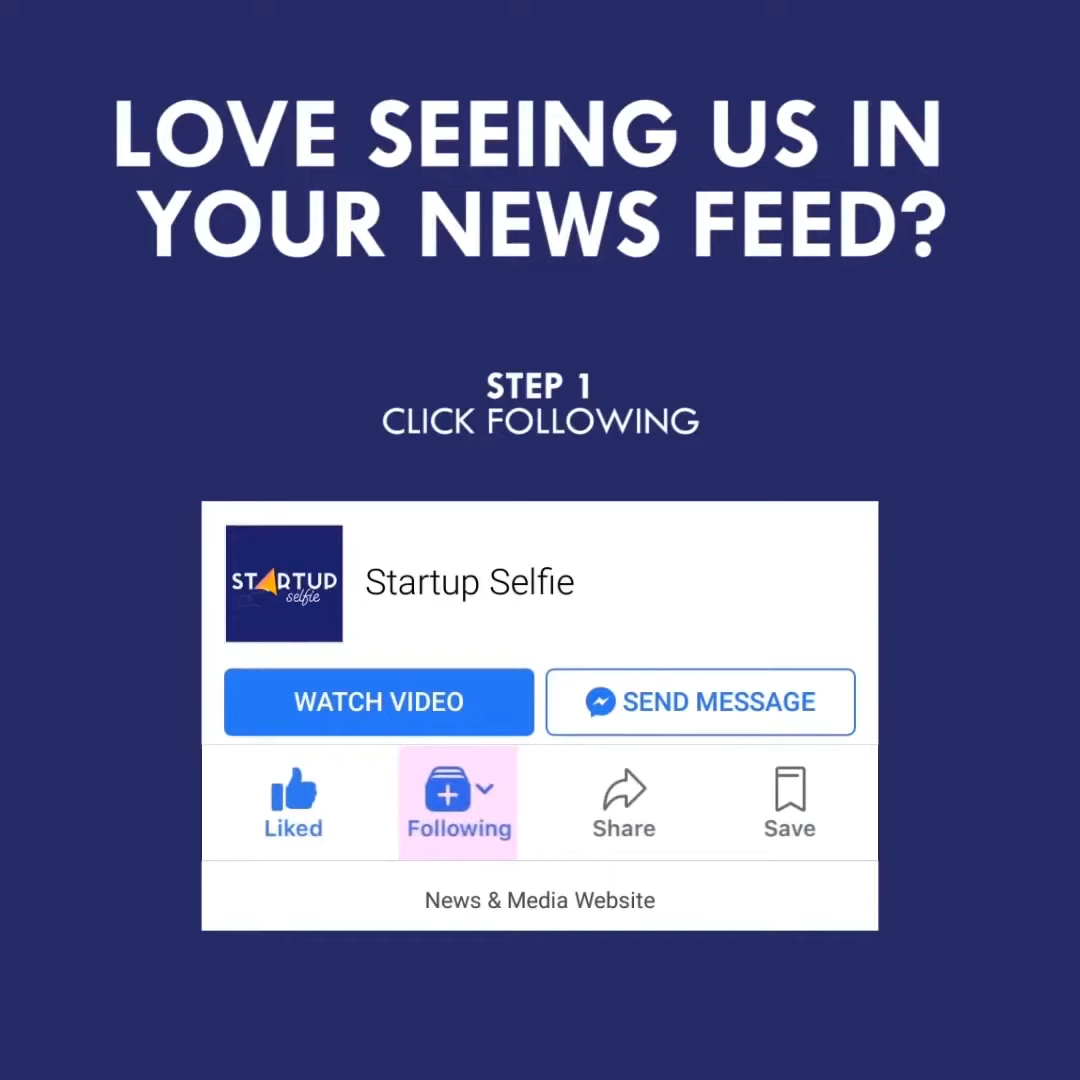 LOVE SEEING US IN
YOUR NEWS FEED?
STEP 1
CLICK FOLLOWING
STARTUP
selfie
Startup Selfie
WATCH VIDEO
SEND MESSAGE
Liked
Following
Share
Save
News & Media Website